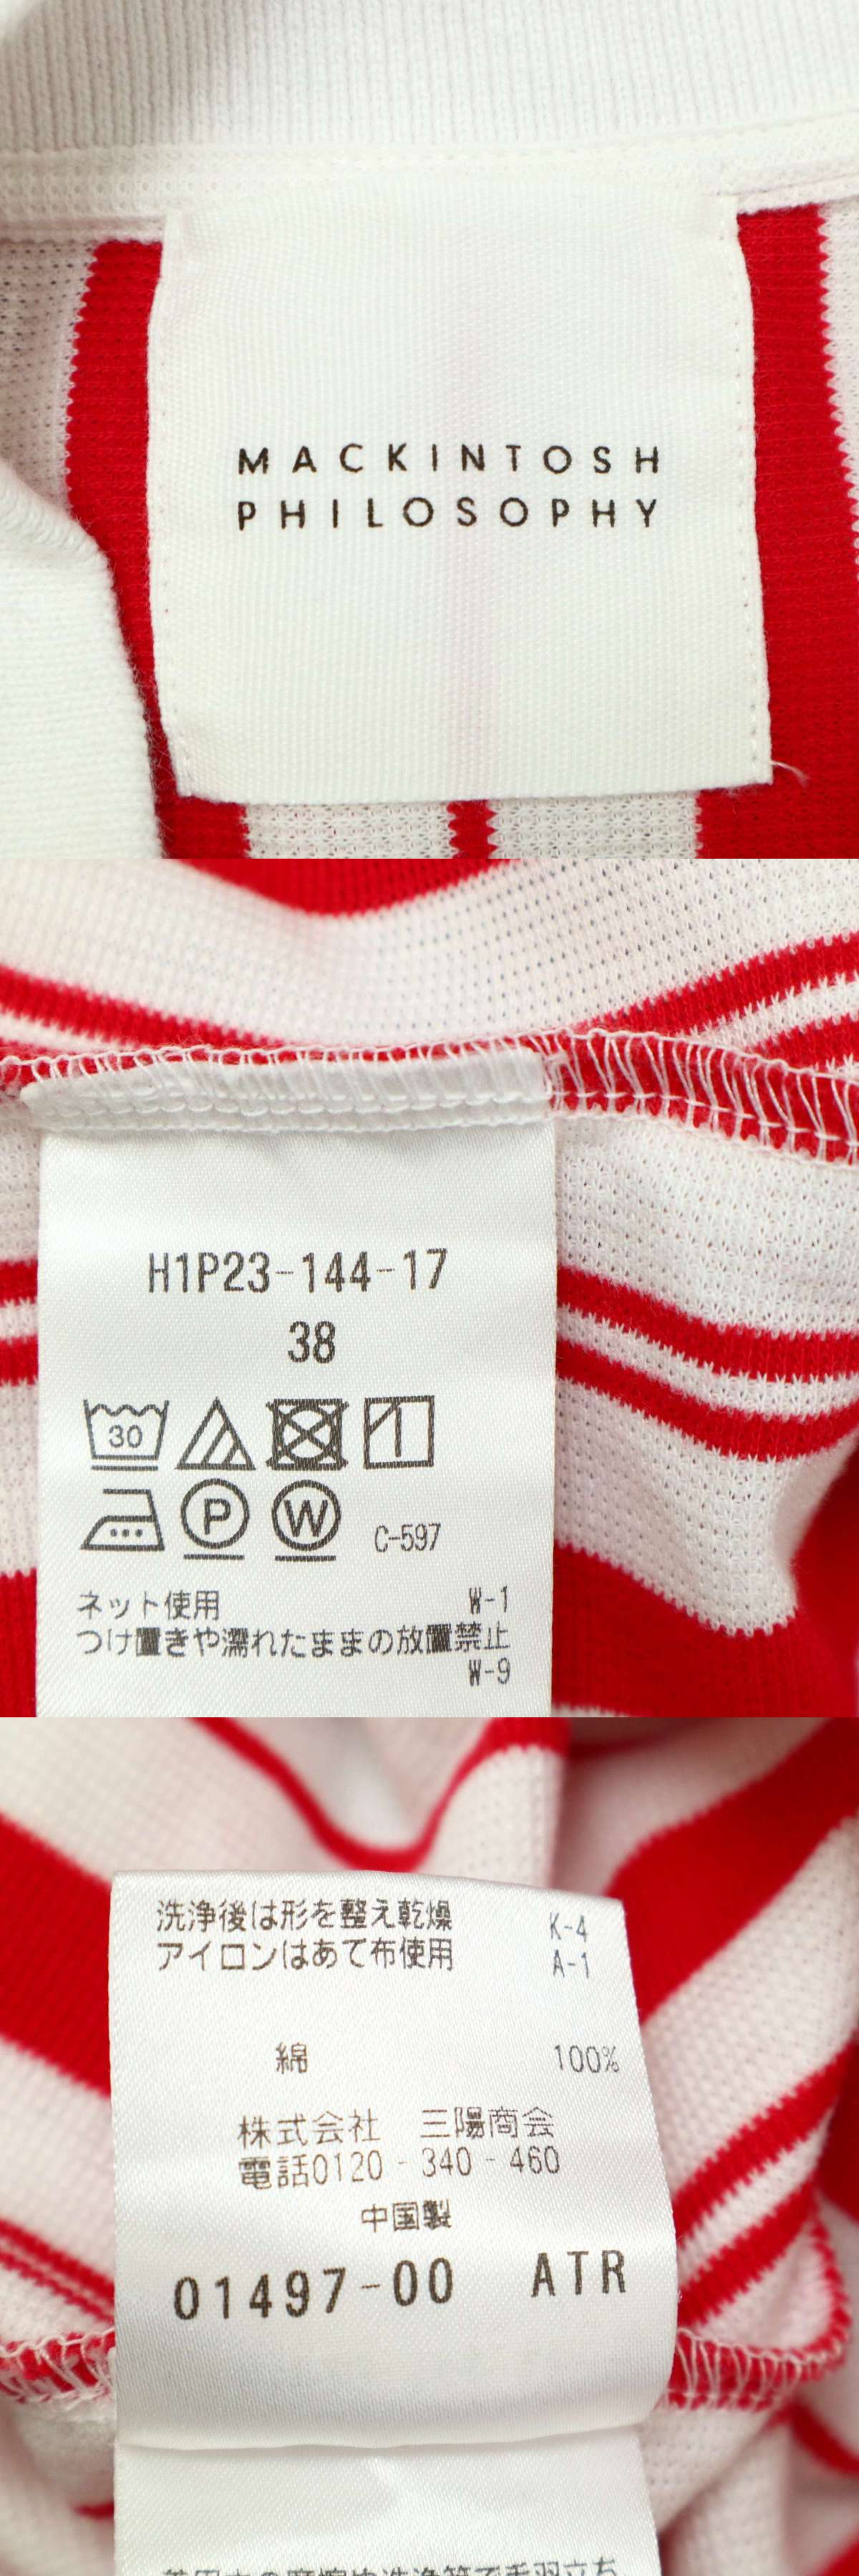 MACKINTOSH
PHILOSOPHY
H1P23-144-17
38
30
P W C-597
ネット使用 W-1
つけ置きや濡れたままの放置禁止
W-9
洗浄後は形を整え乾燥 K-4
アイロンはあて布使用 A-1
綿 100%
株式会社 三陽商会
電話0120-340-460
中国製
01497-00 ATR